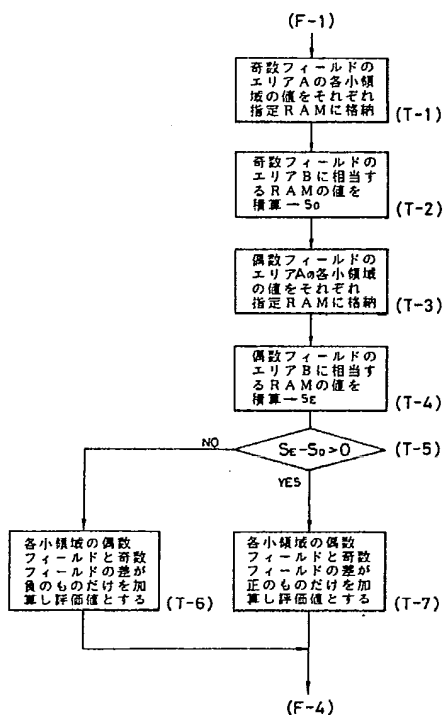 (F-1)
奇数フィールドの
エリアAの各小領
域の値をそれぞれ
指定RAMに格納
(T-1)
奇数フィールドの
エリアBに相当す
るRAMの値を
積算→So
(T-2)
偶数フィールドの
エリアAの各小領域
の値をそれぞれ
指定RAMに格納
(T-3)
偶数フィールドの
エリアBに相当す
るRAMの値を
積算→SE
(T-4)
SE-So>0
(T-5)
NO
YES
各小領域の偶数
フィールドと奇数
フィールドの差が
負のものだけを加
算し評価値とする
(T-6)
各小領域の偶数
フィールドと奇数
フィールドの差が
正のものだけを加
算し評価値とする
(T-7)
(F-4)